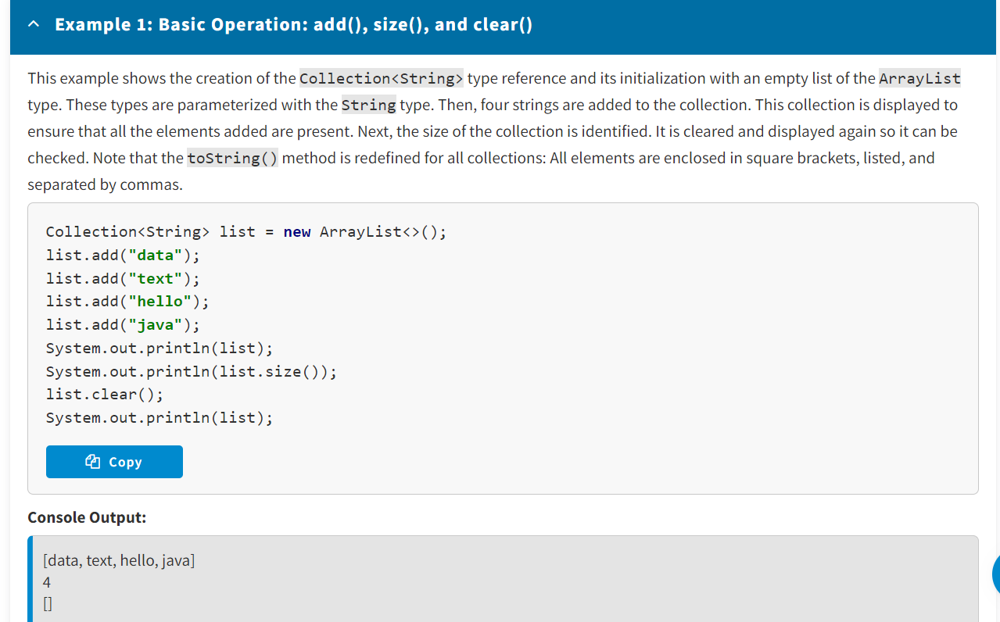 Example 1: Basic Operation: add(), size(), and clear()
This example shows the creation of the Collection<String> type reference and its initialization with an empty list of the ArrayList
type. These types are parameterized with the String type. Then, four strings are added to the collection. This collection is displayed to
ensure that all the elements added are present. Next, the size of the collection is identified. It is cleared and displayed again so it can be
checked. Note that the toString() method is redefined for all collections: All elements are enclosed in square brackets, listed, and
separated by commas.
Collection<String> list = new ArrayList<>();
list.add("data");
list.add("text");
list.add("hello");
list.add("java");
System.out.println(list);
System.out.println(list.size());
list.clear();
System.out.println(list);
Copy
Console Output:
[data, text, hello, java]
4
[]